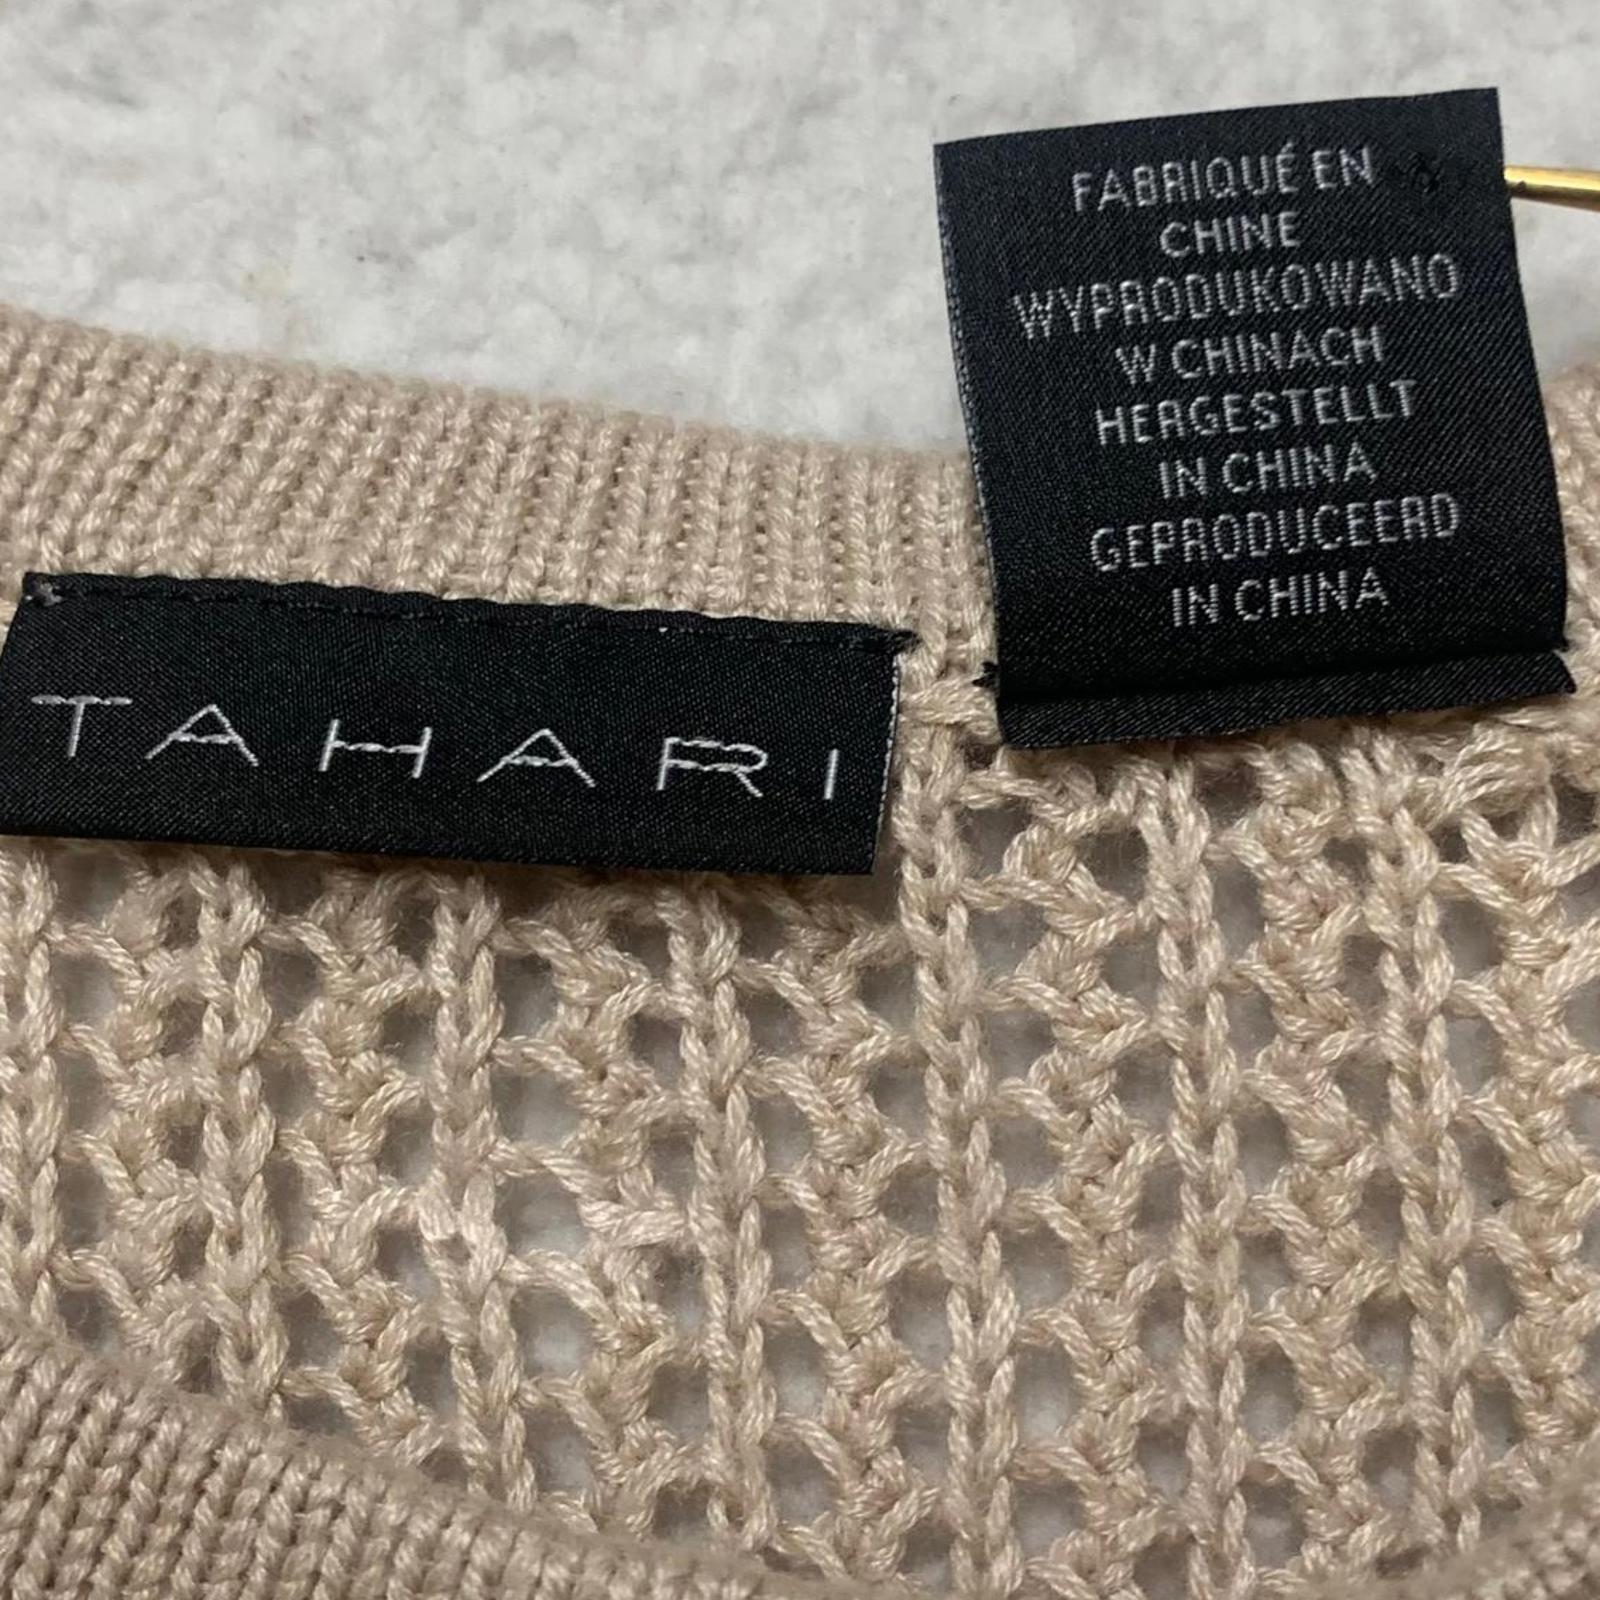 TAHARI
FABRIQUÉ EN
CHINE
WYPRODUKOWANO
W CHINACH
HERGESTELLT
IN CHINA
GEPRODUCEERD
IN CHINA